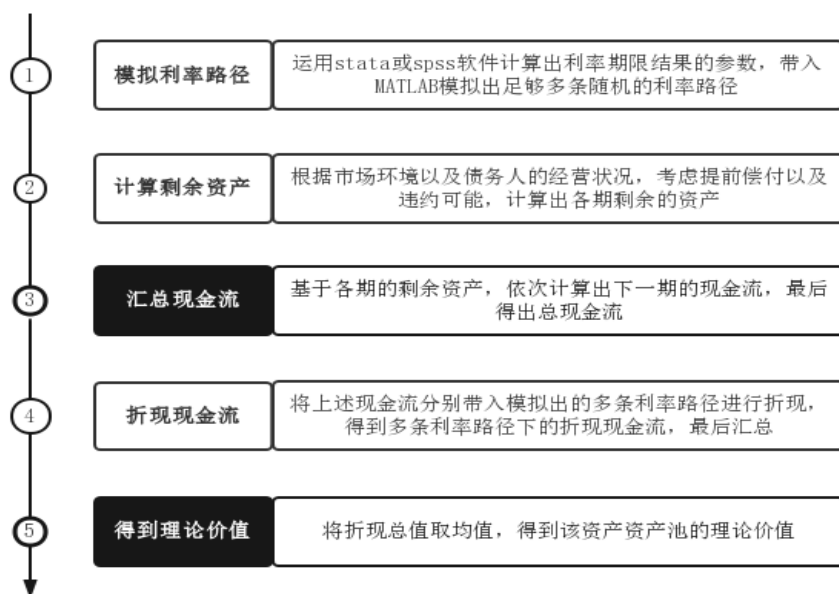 1
模拟利率路径
运用stata或spss软件计算出利率期限结果的参数，带入
MATLAB模拟出足够多条随机的利率路径
2
计算剩余资产
根据市场环境以及债务人的经营状况，考虑提前偿付以及
违约可能，计算出各期剩余的资产
3
汇总现金流
基于各期的剩余资产，依次计算出下一期的现金流，最后
得出总现金流
4
折现现金流
将上述现金流分别带入模拟出的多条利率路径进行折现，
得到多条利率路径下的折现现金流，最后汇总
5
得到理论价值
将折现总值取均值，得到该资产资产池的理论价值